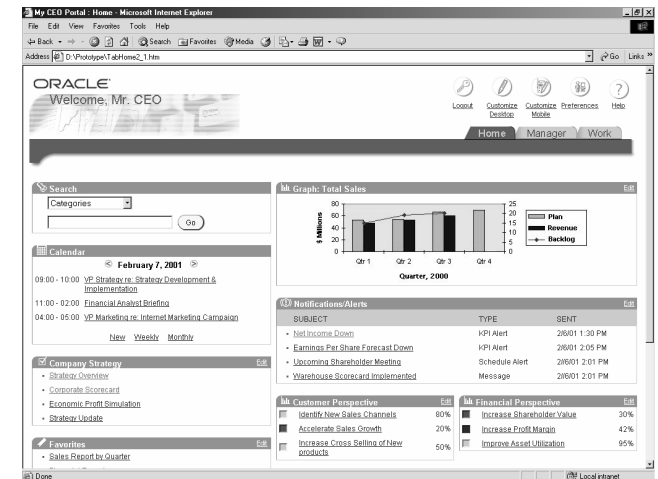 My CEO Portal : Home - Microsoft Internet Explorer
File Edit View Favorites Tools Help
Back Search Favorites Media
Address D:\Prototype\TabHome2_1.htm Go Links »
ORACLE
Welcome, Mr. CEO
Logout Customize Desktop Customize Mobile Preferences Help
Home Manager Work
Search
Categories
Go
Calendar
February 7, 2001
09:00 - 10:00 VP Strategy re: Strategy Development &
Implementation
11:00 - 02:00 Financial Analyst Briefing
04:00 - 05:00 VP Marketing re: Internet Marketing Campaign
New Weekly Monthly
Company Strategy Edit
Strategy Overview
Corporate Scorecard
Economic Profit Simulation
Strategy Update
Favorites Edit
Sales Report by Quarter
Graph: Total Sales Edit
$ Millions
80
60
40
20
0
25
20
15
10
5
0
Qtr 1 Qtr 2 Qtr 3 Qtr 4
Quarter, 2000
Plan
Revenue
Backlog
Notifications/Alerts Edit
SUBJECT TYPE SENT
Net Income Down KPI Alert 2/6/01 1:30 PM
Earnings Per Share Forecast Down KPI Alert 2/6/01 2:05 PM
Upcoming Shareholder Meeting Schedule Alert 2/6/01 2:01 PM
Warehouse Scorecard Implemented Message 2/6/01 2:01 PM
Customer Perspective Edit
Identify New Sales Channels 80%
Accelerate Sales Growth 20%
Increase Cross Selling of New
products 50%
Financial Perspective Edit
Increase Shareholder Value 30%
Increase Profit Margin 42%
Improve Asset Utilization 95%
Done Local intranet